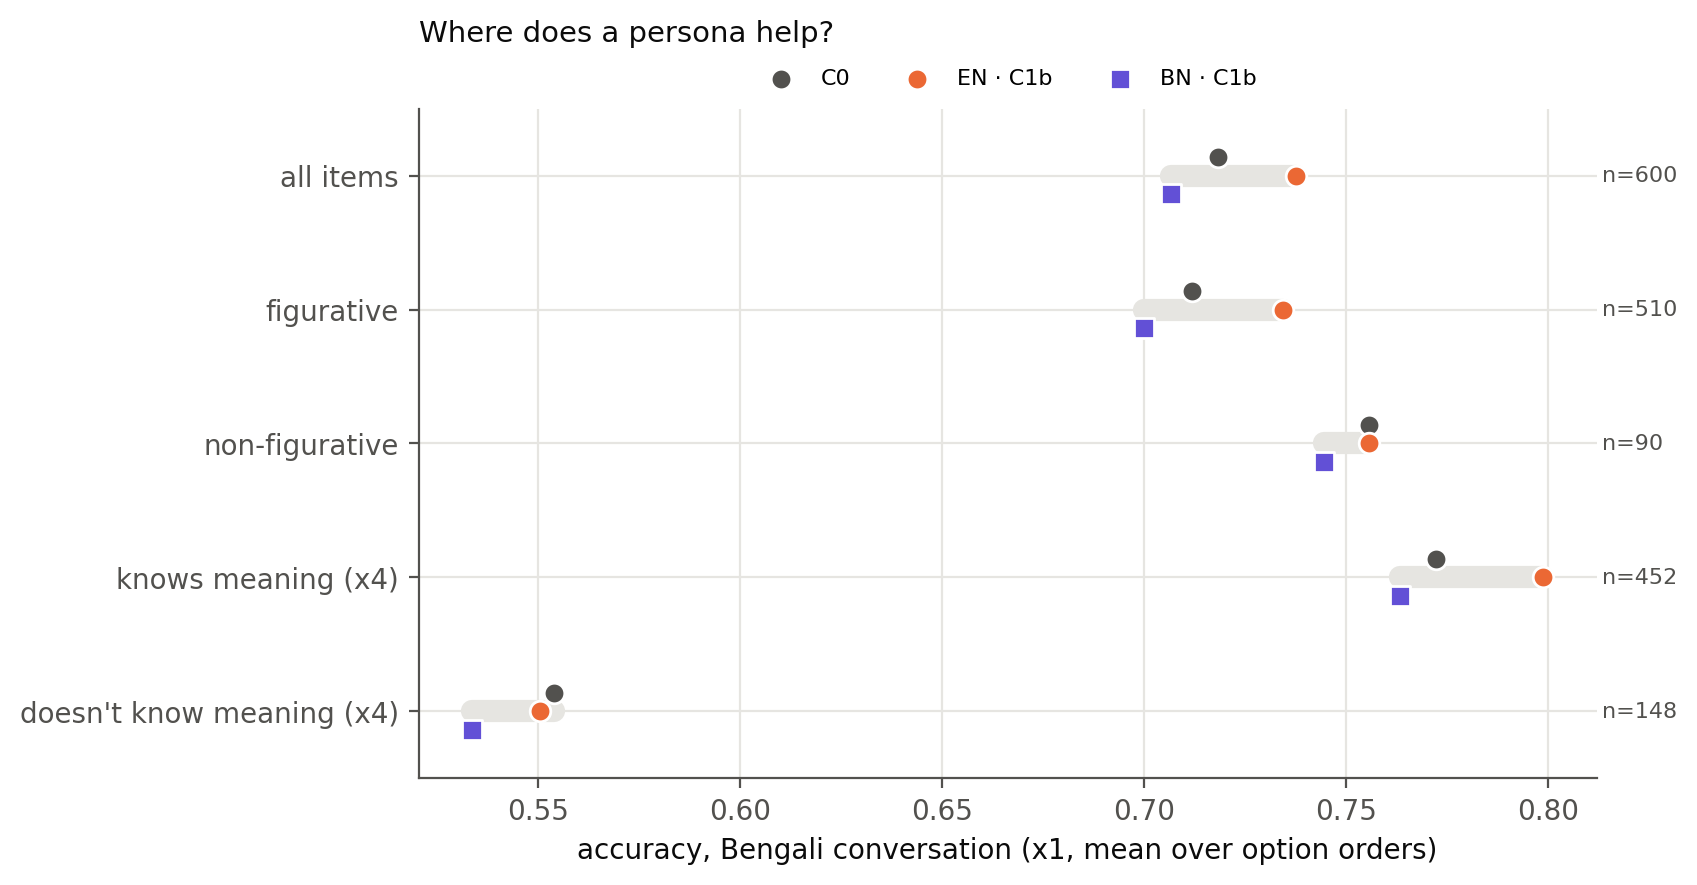 Where does a persona help?
C0
EN · C1b
BN · C1b
all items
n=600
figurative
n=510
non-figurative
n=90
knows meaning (x4)
n=452
doesn't know meaning (x4)
n=148
0.55
0.60
0.65
0.70
0.75
0.80
accuracy, Bengali conversation (x1, mean over option orders)